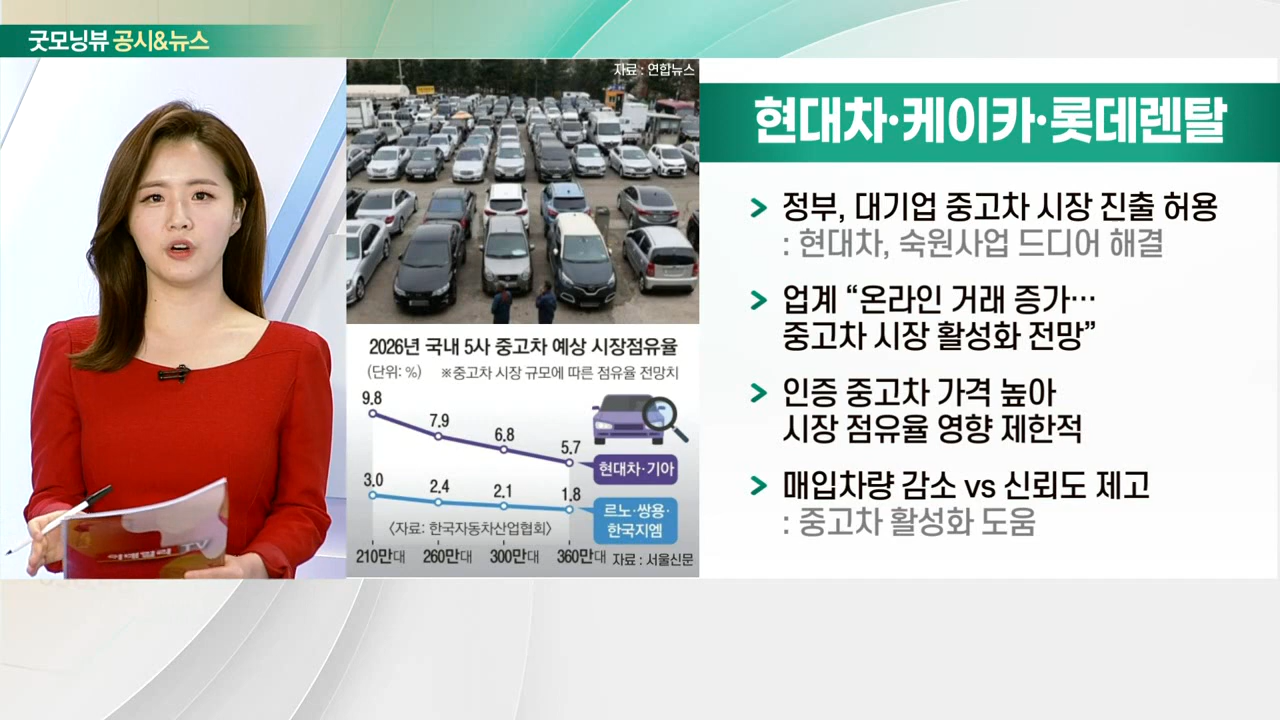 굿모닝뷰 공시&뉴스
자료 : 연합뉴스
2026년 국내 5사 중고차 예상 시장점유율
(단위: %) ※중고차 시장 규모에 따른 점유율 전망치
9.8
7.9
6.8
5.7
현대차·기아
3.0
2.4
2.1
1.8
르노·쌍용·
한국지엠
〈자료: 한국자동차산업협회〉
210만대 260만대 300만대 360만대
자료 : 서울신문
현대차·케이카·롯데렌탈
> 정부, 대기업 중고차 시장 진출 허용
: 현대차, 숙원사업 드디어 해결
> 업계 “온라인 거래 증가…
중고차 시장 활성화 전망”
> 인증 중고차 가격 높아
시장 점유율 영향 제한적
> 매입차량 감소 vs 신뢰도 제고
: 중고차 활성화 도움